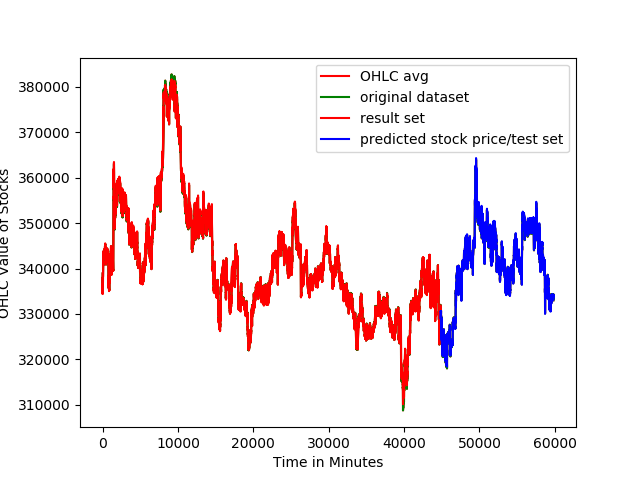 OHLC avg
original dataset
result set
predicted stock price/test set
OHLC Value of Stocks
380000
370000
360000
350000
340000
330000
320000
310000
0 10000 20000 30000 40000 50000 60000
Time in Minutes